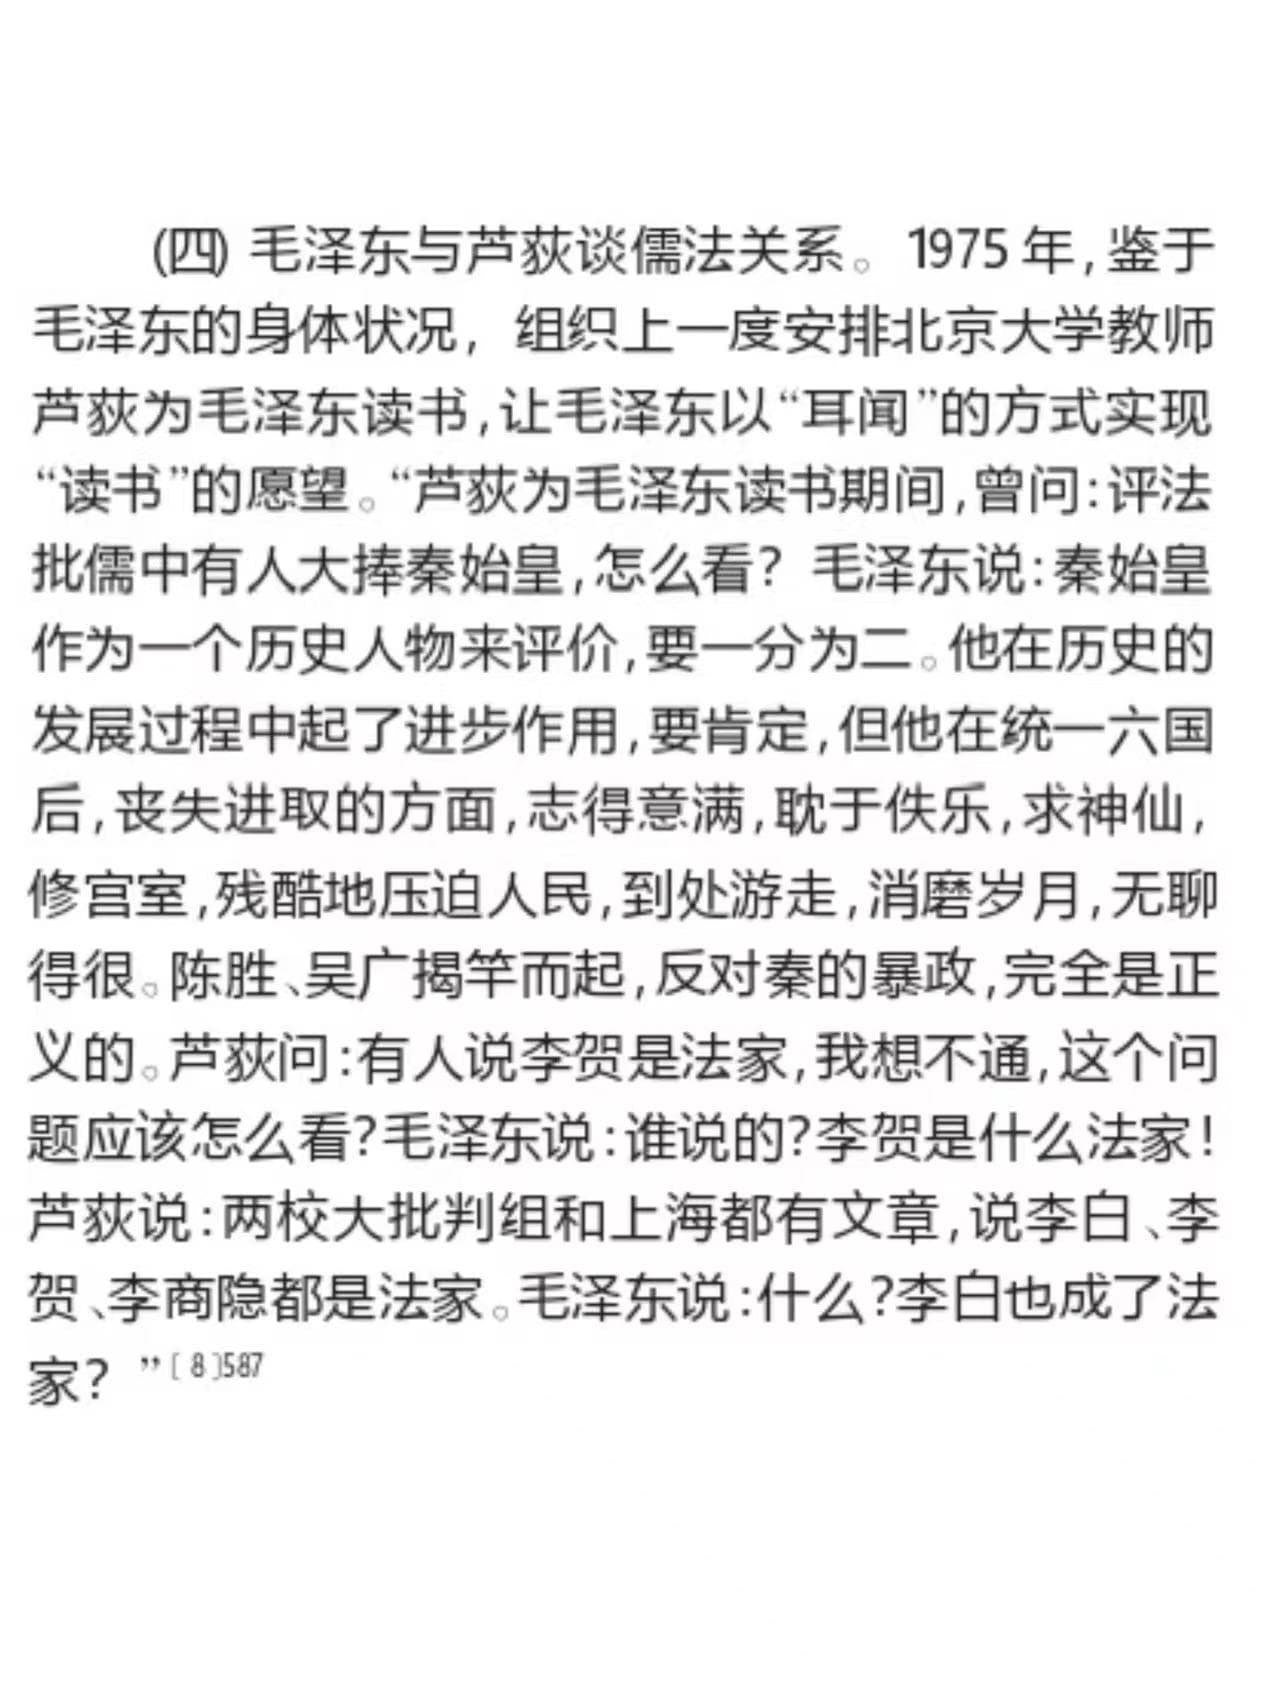 (四) 毛泽东与芦荻谈儒法关系。1975 年,鉴于
毛泽东的身体状况，组织上一度安排北京大学教师
芦荻为毛泽东读书,让毛泽东以“耳闻”的方式实现
“读书”的愿望。“芦荻为毛泽东读书期间,曾问:评法
批儒中有人大捧秦始皇,怎么看? 毛泽东说:秦始皇
作为一个历史人物来评价,要一分为二。他在历史的
发展过程中起了进步作用,要肯定,但他在统一六国
后,丧失进取的方面,志得意满,耽于佚乐,求神仙,
修宫室,残酷地压迫人民,到处游走,消磨岁月,无聊
得很。陈胜、吴广揭竿而起,反对秦的暴政,完全是正
义的。芦荻问:有人说李贺是法家,我想不通,这个问
题应该怎么看?毛泽东说:谁说的?李贺是什么法家!
芦荻说:两校大批判组和上海都有文章,说李白、李
贺、李商隐都是法家。毛泽东说:什么?李白也成了法
家? ”〔8〕587